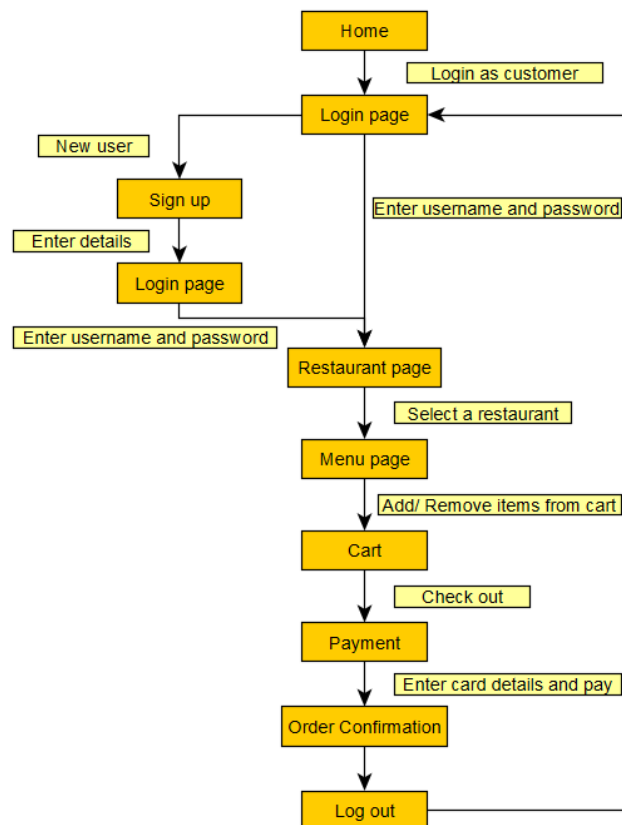 Home
Login as customer
Login page
New user
Sign up
Enter username and password
Enter details
Login page
Enter username and password
Restaurant page
Select a restaurant
Menu page
Add/ Remove items from cart
Cart
Check out
Payment
Enter card details and pay
Order Confirmation
Log out